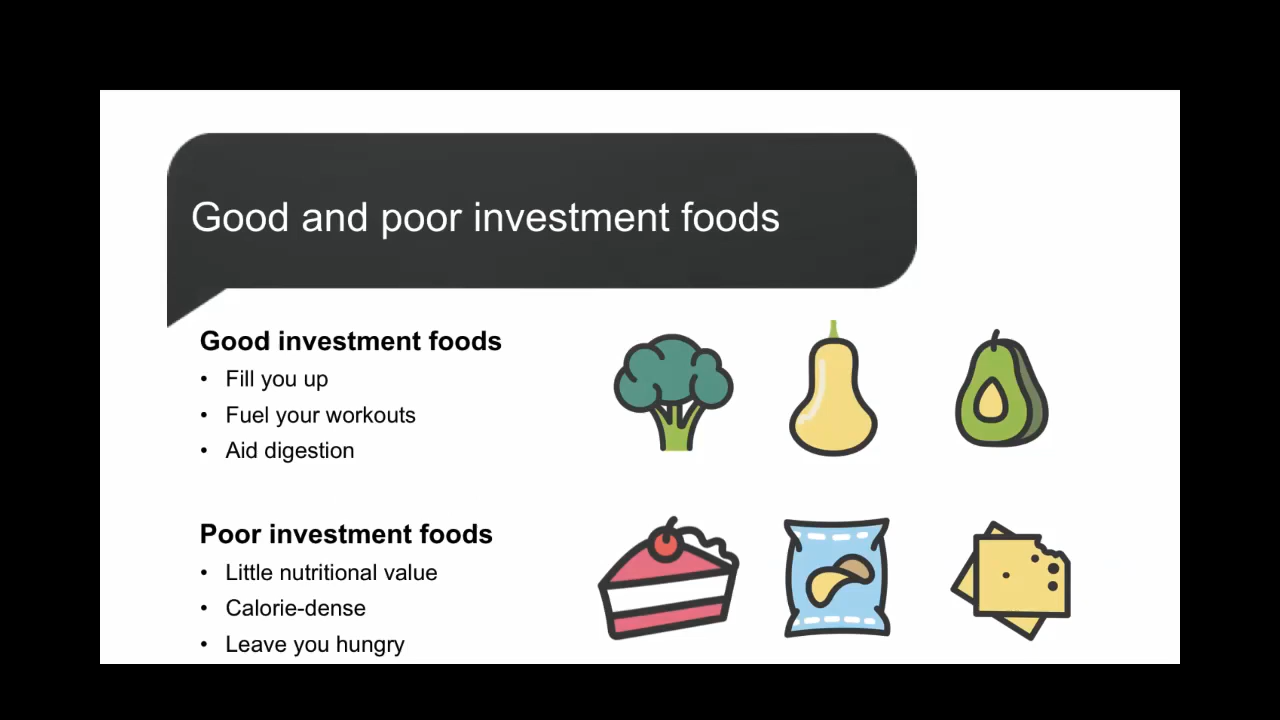 Good and poor investment foods
Good investment foods
• Fill you up
• Fuel your workouts
• Aid digestion
Poor investment foods
• Little nutritional value
• Calorie-dense
• Leave you hungry